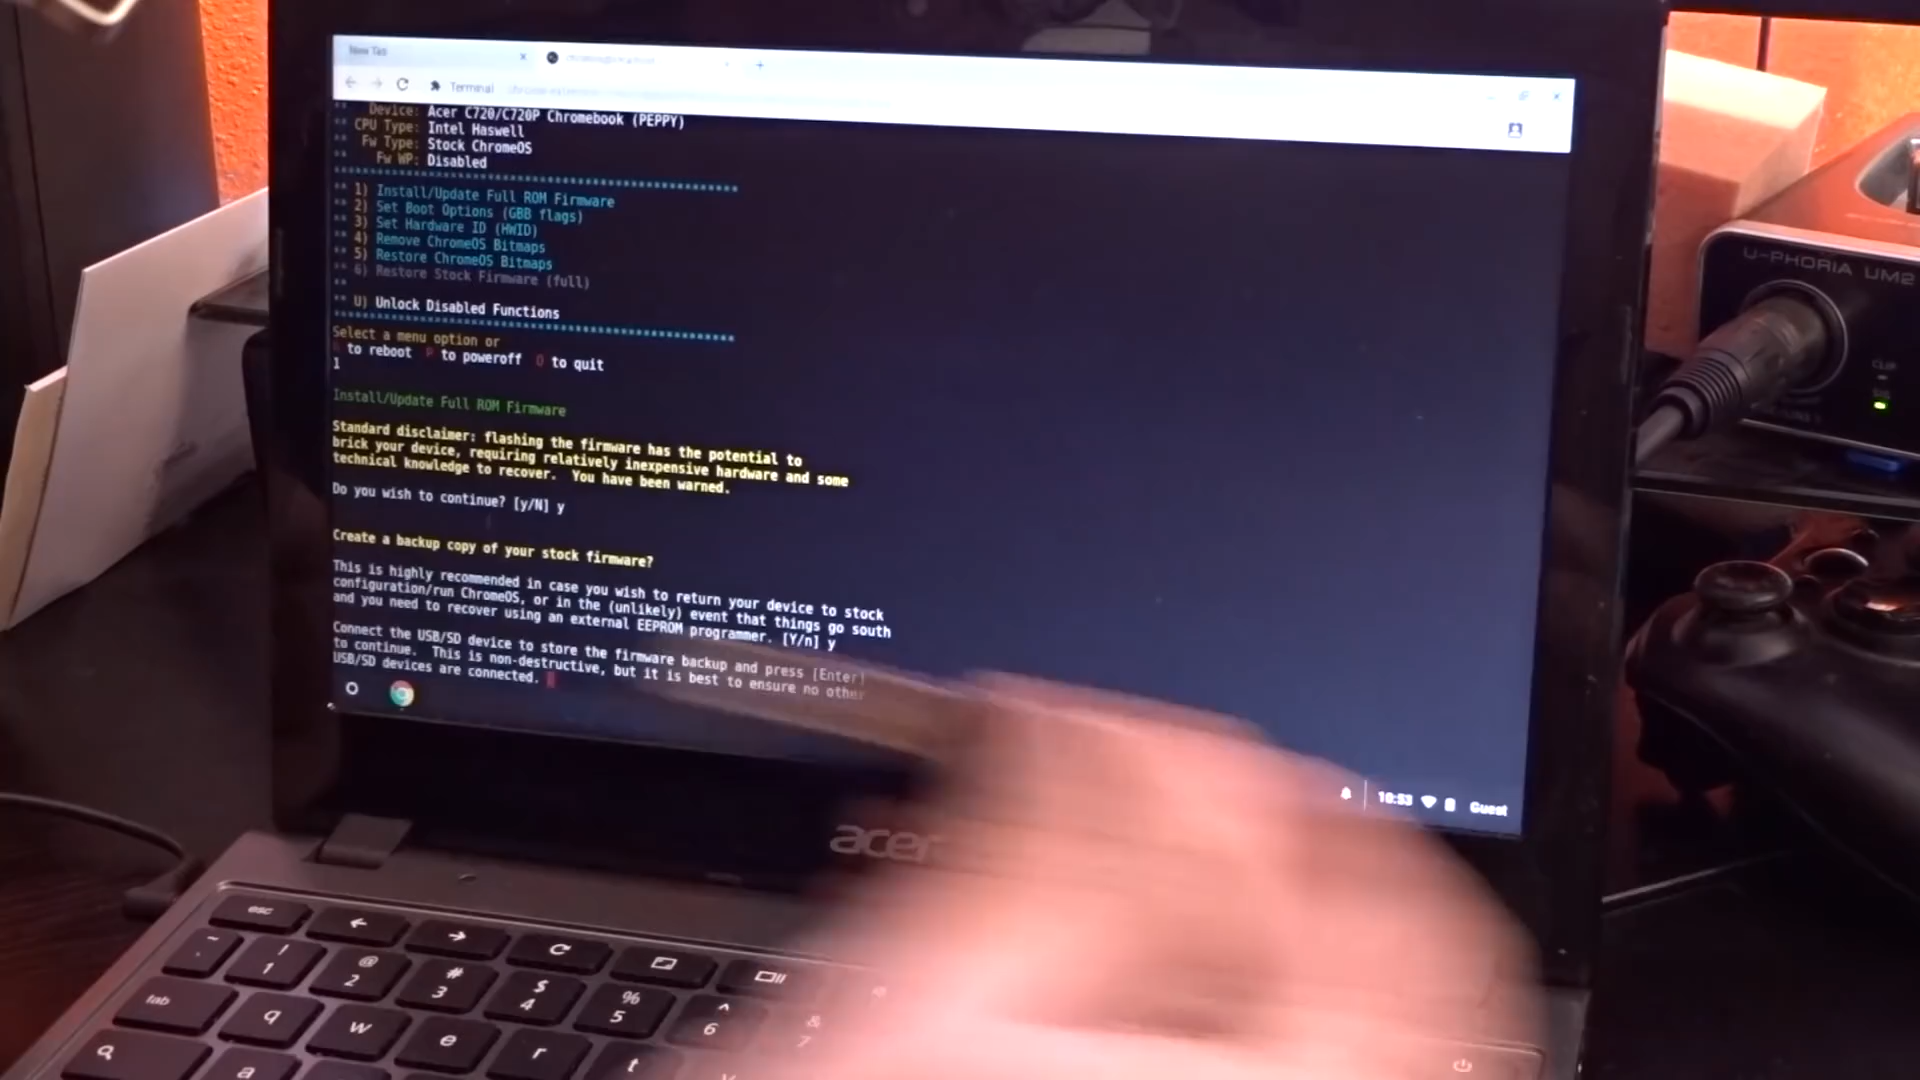 New Tab
Terminal
** Device: Acer C720/C720P Chromebook (PEPPY)
** CPU Type: Intel Haswell
** Fw Type: Stock ChromeOS
** Fw WP: Disabled
** 1) Install/Update Full ROM Firmware
** 2) Set Boot Options (GBB flags)
** 3) Set Hardware ID (HWID)
** 4) Remove ChromeOS Bitmaps
** 5) Restore ChromeOS Bitmaps
** 6) Restore Stock Firmware (full)
**
** U) Unlock Disabled Functions
Select a menu option or
to reboot P to poweroff Q to quit
1
Install/Update Full ROM Firmware
Standard disclaimer: flashing the firmware has the potential to
brick your device, requiring relatively inexpensive hardware and some
technical knowledge to recover. You have been warned.
Do you wish to continue? [y/N] y
Create a backup copy of your stock firmware?
This is highly recommended in case you wish to return your device to stock
configuration/run ChromeOS, or in the (unlikely) event that things go south
and you need to recover using an external EEPROM programmer. [Y/n] y
Connect the USB/SD device to store the firmware backup and press [Enter]
to continue. This is non-destructive, but it is best to ensure no other
USB/SD devices are connected.
10:53 Guest
acer
U-PHORIA UM2
CLIP
SIG
esc
~ ! 1 @ 2 # 3 $ 4 % 5 ^ 6 & 7
tab q w e r t
a